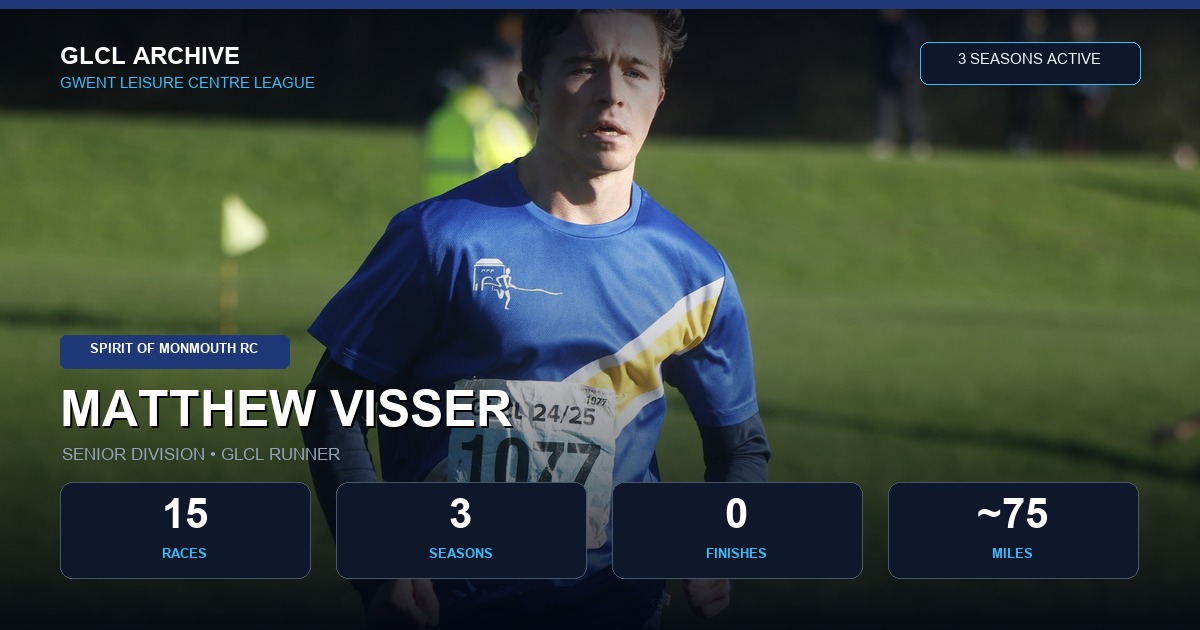 GLCL ARCHIVE
GWENT LEISURE CENTRE LEAGUE
3 SEASONS ACTIVE
SPIRIT OF MONMOUTH RC
MATTHEW VISSER
1077
24/25
1077
SENIOR DIVISION • GLCL RUNNER
15
RACES
3
SEASONS
0
FINISHES
~75
MILES